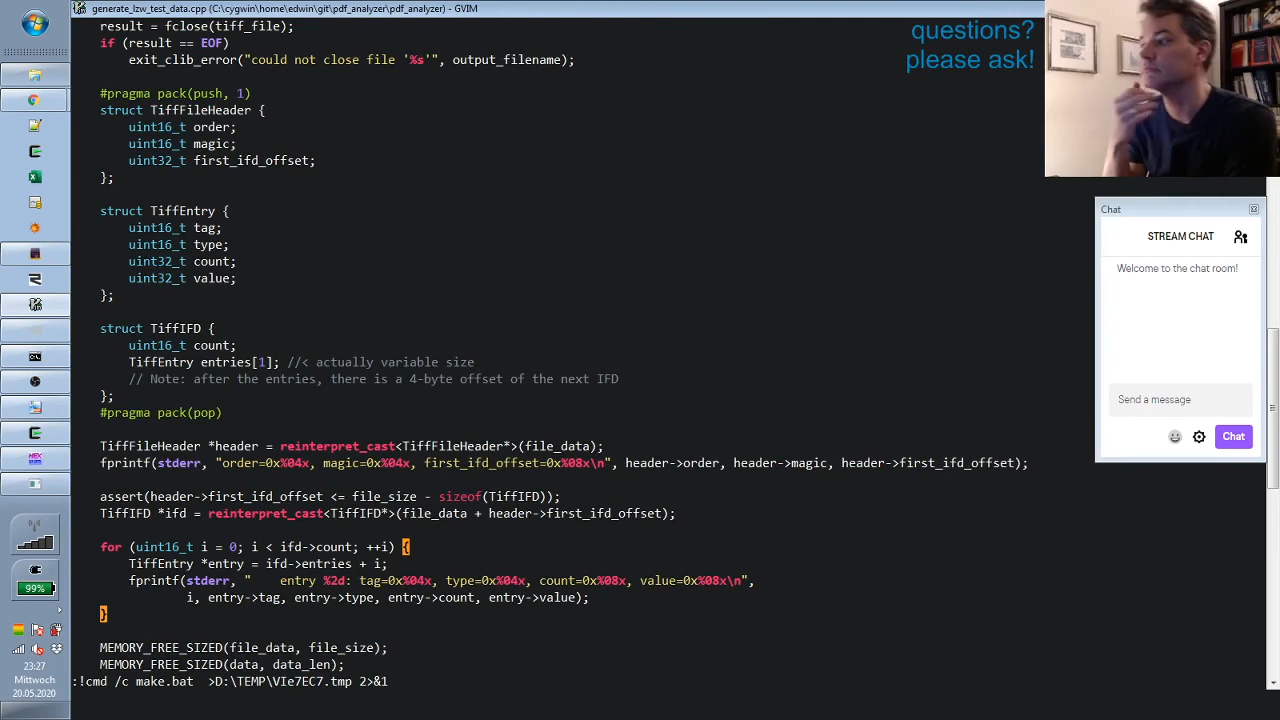 generate_lzw_test_data.cpp (C:\cygwin\home\edwin\git\pdf_analyzer\pdf_analyzer) - GVIM
result = fclose(tiff_file);
if (result == EOF)
exit_clib_error("could not close file '%s'", output_filename);
#pragma pack(push, 1)
struct TiffFileHeader {
uint16_t order;
uint16_t magic;
uint32_t first_ifd_offset;
};
struct TiffEntry {
uint16_t tag;
uint16_t type;
uint32_t count;
uint32_t value;
};
struct TiffIFD {
uint16_t count;
TiffEntry entries[1]; //< actually variable size
// Note: after the entries, there is a 4-byte offset of the next IFD
};
#pragma pack(pop)
TiffFileHeader *header = reinterpret_cast<TiffFileHeader*>(file_data);
fprintf(stderr, "order=0x%04x, magic=0x%04x, first_ifd_offset=0x%08x\n", header->order, header->magic, header->first_ifd_offset);
assert(header->first_ifd_offset <= file_size - sizeof(TiffIFD));
TiffIFD *ifd = reinterpret_cast<TiffIFD*>(file_data + header->first_ifd_offset);
for (uint16_t i = 0; i < ifd->count; ++i) {
TiffEntry *entry = ifd->entries + i;
fprintf(stderr, "    entry %2d: tag=0x%04x, type=0x%04x, count=0x%08x, value=0x%08x\n",
i, entry->tag, entry->type, entry->count, entry->value);
}
MEMORY_FREE_SIZED(file_data, file_size);
MEMORY_FREE_SIZED(data, data_len);
:!cmd /c make.bat  >D:\TEMP\VIe7EC7.tmp 2>&1
questions?
please ask!
Chat
STREAM CHAT
Welcome to the chat room!
Send a message
Chat
99%
23:27
Mittwoch
20.05.2020